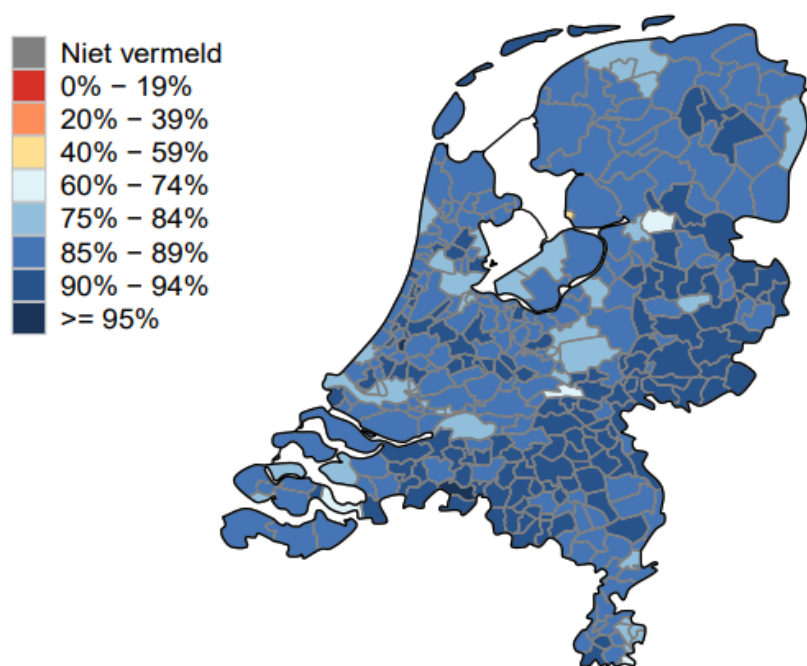 Niet vermeld
0% − 19%
20% − 39%
40% − 59%
60% − 74%
75% − 84%
85% − 89%
90% − 94%
>= 95%